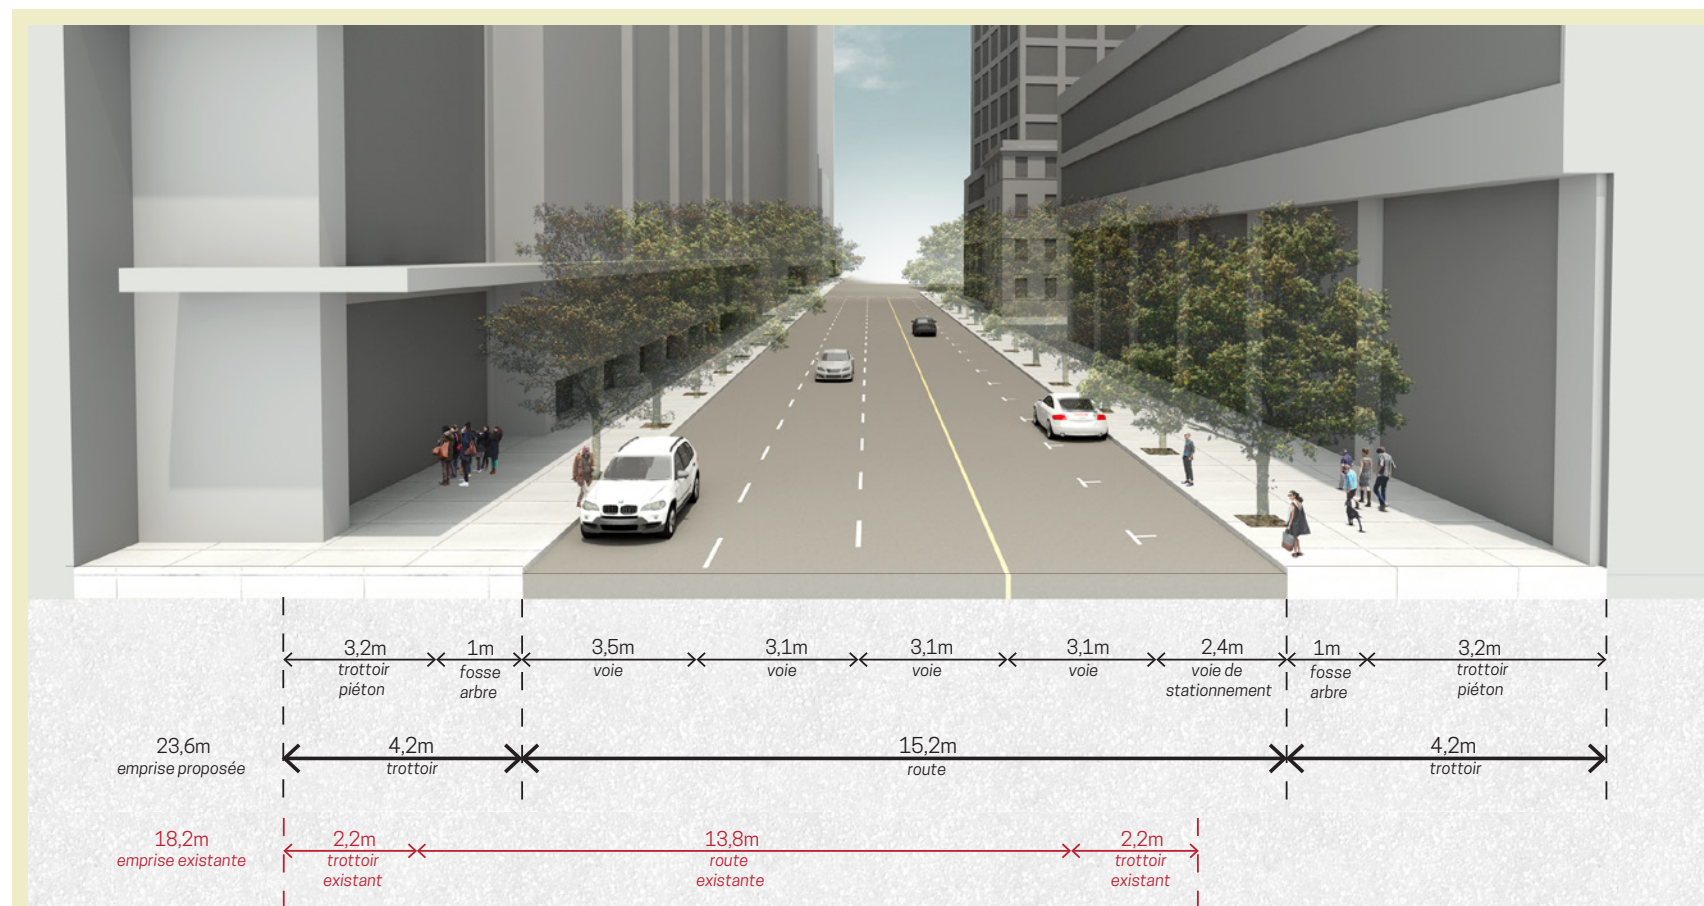 3,2m 1m 3,5m 3,1m 3,1m 3,1m 2,4m 1m 3,2m
trottoir fosse voie voie voie voie voie de fosse trottoir
piéton arbre stationnement arbre piéton
23,6m 4,2m 15,2m 4,2m
emprise proposée trottoir route trottoir
18,2m 2,2m 13,8m 2,2m
emprise existante trottoir route trottoir
existant existante existant